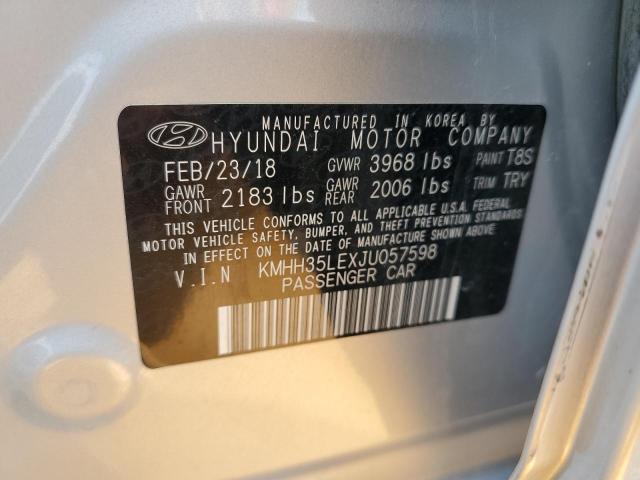 MANUFACTURED IN KOREA BY
HYUNDAI MOTOR COMPANY
FEB/23/18 GVWR 3968 lbs PAINT T8S
GAWR FRONT 2183 lbs GAWR REAR 2006 lbs TRIM TRY
THIS VEHICLE CONFORMS TO ALL APPLICABLE U.S.A. FEDERAL
MOTOR VEHICLE SAFETY, BUMPER, AND THEFT PREVENTION STANDARDS
IN EFFECT ON THE DATE OF MANUFACTURE SHOWN ABOVE.
V.I.N KMHH35LEXJU057598
PASSENGER CAR